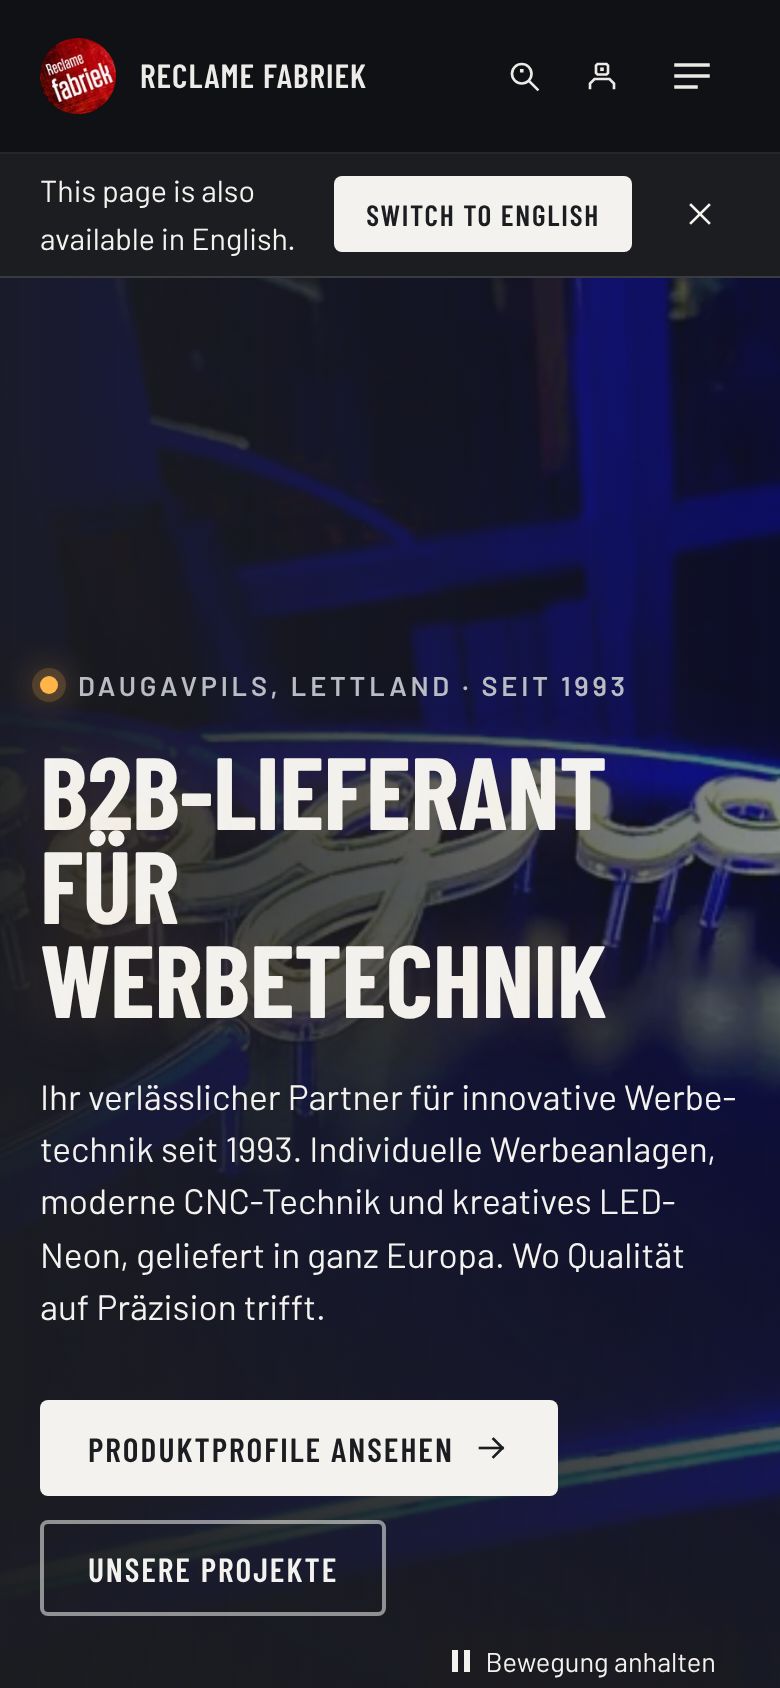 Reclame
fabriek
RECLAME FABRIEK
This page is also
available in English.
SWITCH TO ENGLISH
DAUGAVPILS, LETTLAND · SEIT 1993
B2B-LIEFERANT
FÜR
WERBETECHNIK
Ihr verlässlicher Partner für innovative Werbe-
technik seit 1993. Individuelle Werbeanlagen,
moderne CNC-Technik und kreatives LED-
Neon, geliefert in ganz Europa. Wo Qualität
auf Präzision trifft.
PRODUKTPROFILE ANSEHEN →
UNSERE PROJEKTE
Bewegung anhalten